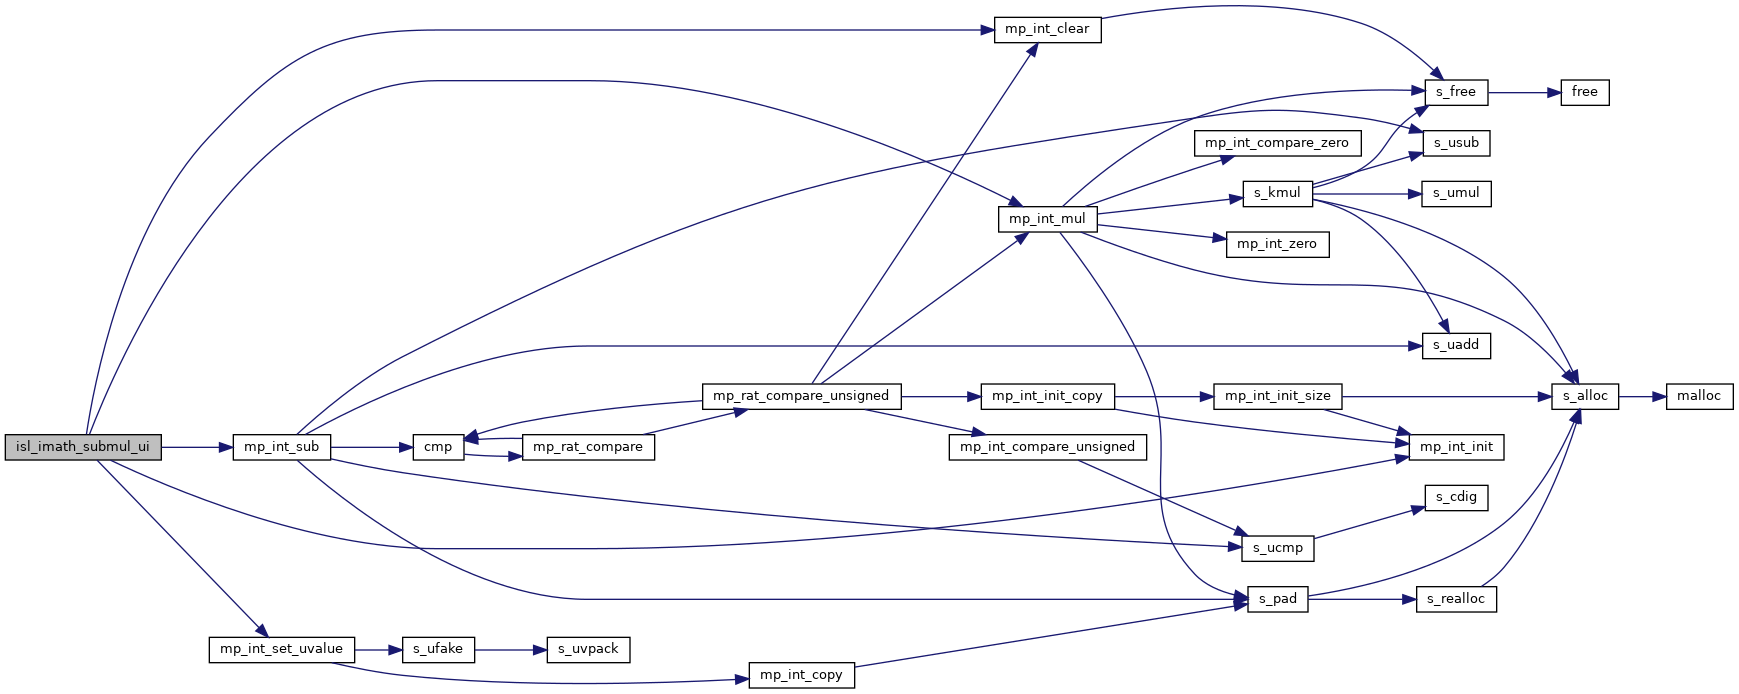 mp_int_clear
s_free
free
mp_int_compare_zero
s_usub
s_kmul
s_umul
mp_int_mul
mp_int_zero
s_uadd
mp_rat_compare_unsigned
mp_int_init_copy
mp_int_init_size
s_alloc
malloc
isl_imath_submul_ui
mp_int_sub
cmp
mp_rat_compare
mp_int_compare_unsigned
mp_int_init
s_cdig
s_ucmp
s_pad
s_realloc
mp_int_set_uvalue
s_ufake
s_uvpack
mp_int_copy